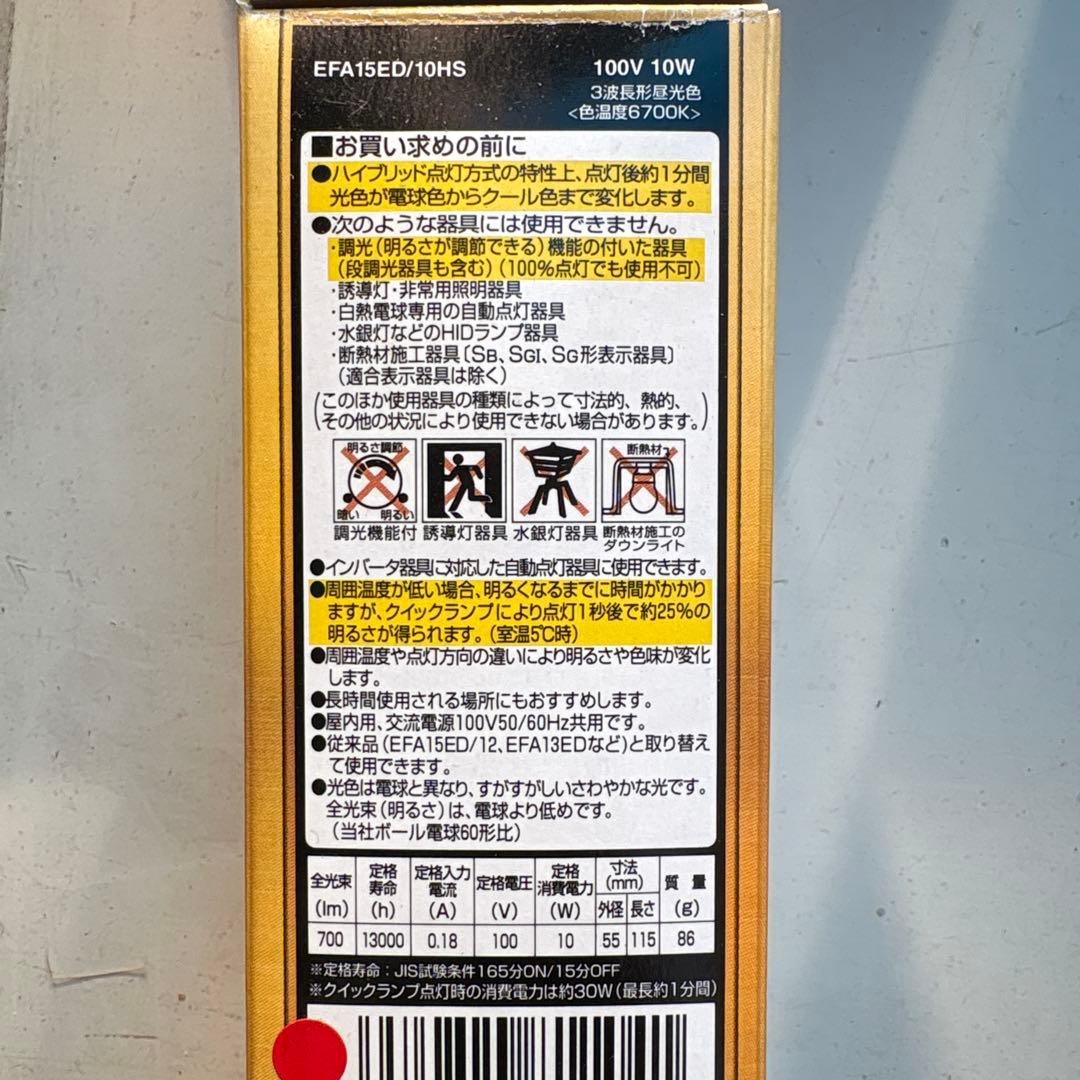 EFA15ED/10HS 100V 10W
3波長形昼光色
<色温度6700K>
■お買い求めの前に
●ハイブリッド点灯方式の特性上、点灯後約1分間
光色が電球色からクール色まで変化します。
●次のような器具には使用できません。
・調光(明るさが調節できる)機能の付いた器具
(段調光器具も含む)(100%点灯でも使用不可)
・誘導灯・非常用照明器具
・白熱電球専用の自動点灯器具
・水銀灯などのHIDランプ器具
・断熱材施工器具〔SB、SGI、SG形表示器具〕
(適合表示器具は除く)
(このほか使用器具の種類によって寸法的、熱的、
その他の状況により使用できない場合があります。)
明るさ調節 断熱材
暗い 明るい
調光機能付 誘導灯器具 水銀灯器具 断熱材施工の
ダウンライト
●インバータ器具に対応した自動点灯器具に使用できます。
●周囲温度が低い場合、明るくなるまでに時間がかかり
ますが、クイックランプにより点灯1秒後で約25%の
明るさが得られます。(室温5℃時)
●周囲温度や点灯方向の違いにより明るさや色味が変化
します。
●長時間使用される場所にもおすすめします。
●屋内用、交流電源100V50/60Hz共用です。
●従来品(EFA15ED/12、EFA13EDなど)と取り替え
て使用できます。
●光色は電球と異なり、すがすがしいさわやかな光です。
全光束(明るさ)は、電球より低めです。
(当社ボール電球60形比)
全光束 定格寿命 定格入力電流 定格電圧 定格消費電力 寸法(mm) 質量
(lm) (h) (A) (V) (W) 外径 長さ (g)
700 13000 0.18 100 10 55 115 86
※定格寿命:JIS試験条件165分ON/15分OFF
※クイックランプ点灯時の消費電力は約30W(最長約1分間)